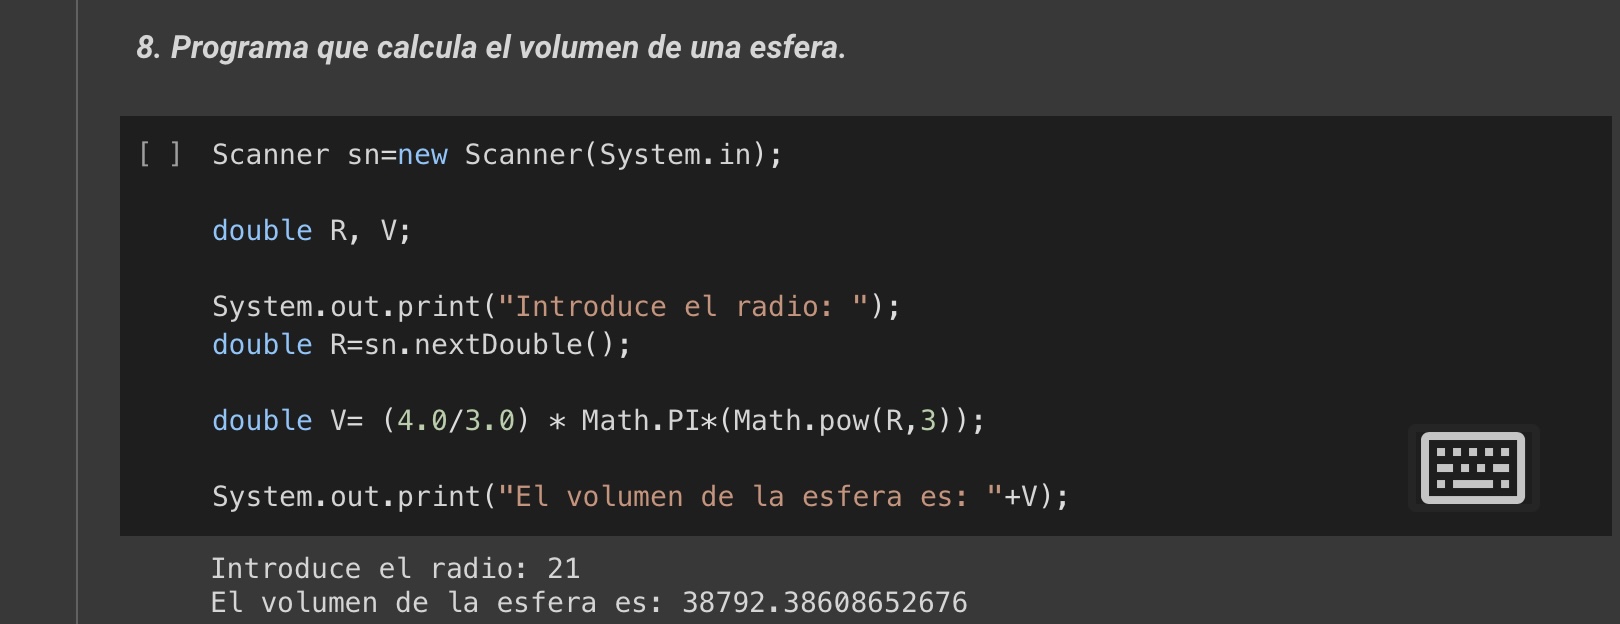 8. Programa que calcula el volumen de una esfera.
[ ] Scanner sn=new Scanner(System.in);
double R, V;
System.out.print("Introduce el radio: ");
double R=sn.nextDouble();
double V= (4.0/3.0) * Math.PI*(Math.pow(R,3));
System.out.print("El volumen de la esfera es: "+V);
Introduce el radio: 21
El volumen de la esfera es: 38792.38608652676